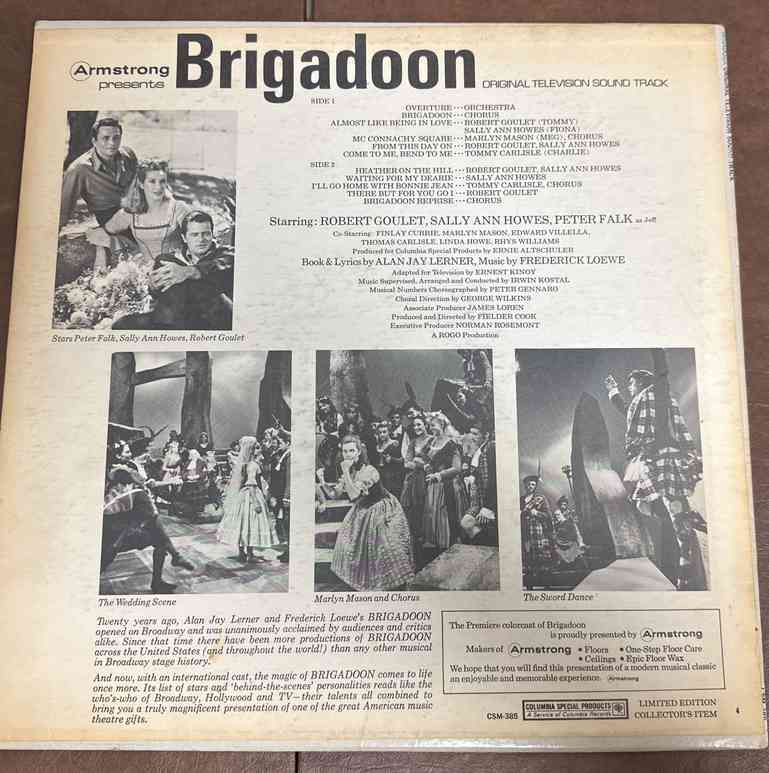 Armstrong
presents
Brigadoon ORIGINAL TELEVISION SOUND TRACK
SIDE 1
OVERTURE ··· ORCHESTRA
BRIGADOON ··· CHORUS
ALMOST LIKE BEING IN LOVE ··· ROBERT GOULET (TOMMY)
SALLY ANN HOWES (FIONA)
MC CONNACHY SQUARE ··· MARLYN MASON (MEG), CHORUS
FROM THIS DAY ON ··· ROBERT GOULET, SALLY ANN HOWES
COME TO ME, BEND TO ME ··· TOMMY CARLISLE (CHARLIE)
SIDE 2
HEATHER ON THE HILL ··· ROBERT GOULET, SALLY ANN HOWES
WAITING FOR MY DEARIE ··· SALLY ANN HOWES
I'LL GO HOME WITH BONNIE JEAN ··· TOMMY CARLISLE, CHORUS
THERE BUT FOR YOU GO I ··· ROBERT GOULET
BRIGADOON REPRISE ··· CHORUS
Starring: ROBERT GOULET, SALLY ANN HOWES, PETER FALK as Jeff
Co-Starring: FINLAY CURRIE, MARLYN MASON, EDWARD VILLELLA,
THOMAS CARLISLE, LINDA HOWE, RHYS WILLIAMS
Produced for Columbia Special Products by ERNIE ALTSCHULER
Book & Lyrics by ALAN JAY LERNER, Music by FREDERICK LOEWE
Adapted for Television by ERNEST KINOY
Music Supervised, Arranged and Conducted by IRWIN KOSTAL
Musical Numbers Choreographed by PETER GENNARO
Choral Direction by GEORGE WILKINS
Associate Producer JAMES LOREN
Produced and Directed by FIELDER COOK
Executive Producer NORMAN ROSEMONT
A ROGO Production
Stars Peter Falk, Sally Ann Howes, Robert Goulet
The Wedding Scene
Marlyn Mason and Chorus
The Sword Dance
Twenty years ago, Alan Jay Lerner and Frederick Loewe's BRIGADOON
opened on Broadway and was unanimously acclaimed by audiences and critics
alike. Since that time there have been more productions of BRIGADOON
across the United States (and throughout the world!) than any other musical
in Broadway stage history.
And now, with an international cast, the magic of BRIGADOON comes to life
once more. Its list of stars and 'behind-the-scenes' personalities reads like the
who's-who of Broadway, Hollywood and TV—their talents all combined to
bring you a truly magnificent presentation of one of the great American music
theatre gifts.
The Premiere colorcast of Brigadoon
is proudly presented by Armstrong
Makers of Armstrong • Floors • One-Step Floor Care
• Ceilings • Epic Floor Wax
We hope that you will find this presentation of a modern musical classic
an enjoyable and memorable experience. Armstrong
CSM-385
COLUMBIA SPECIAL PRODUCTS
A Service of Columbia Records
LIMITED EDITION
COLLECTOR'S ITEM
4